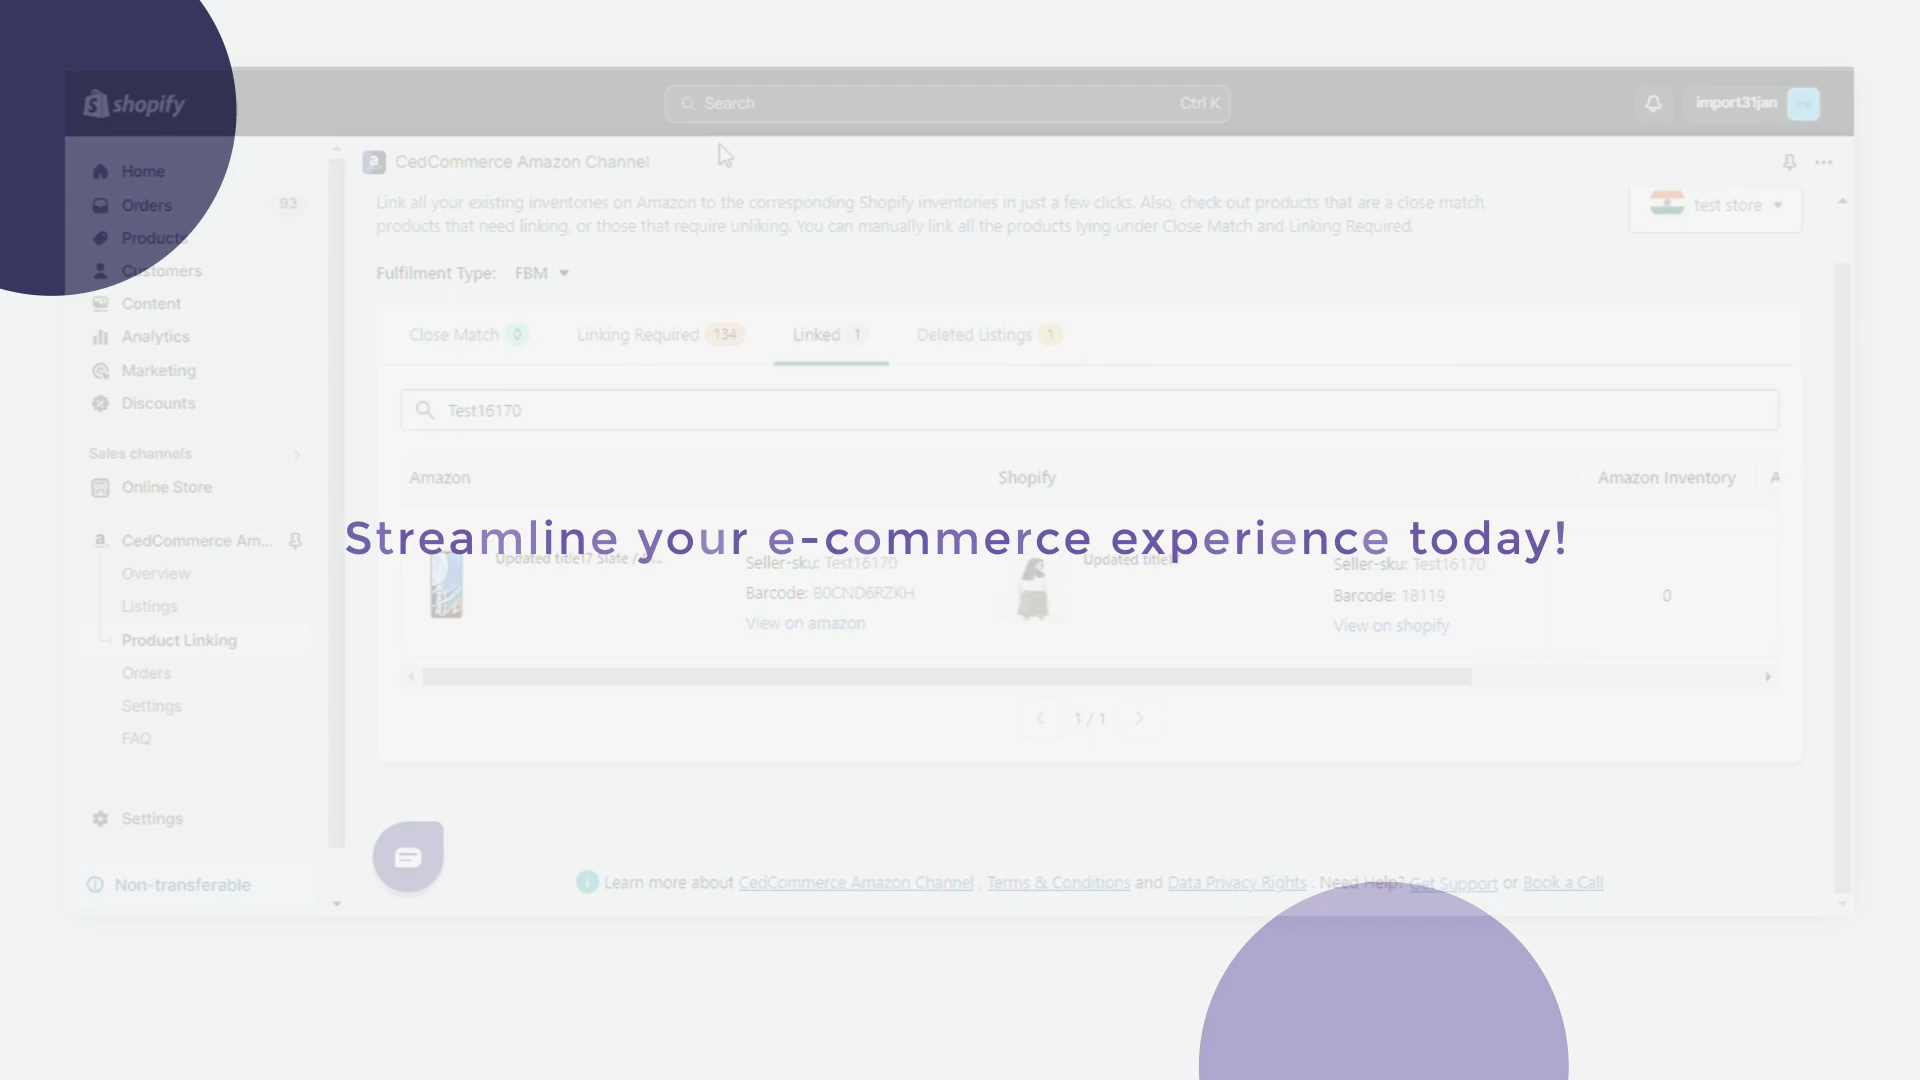 shopify
Search
Ctrl K
import31jan
Home
Orders
93
Products
Customers
Content
Analytics
Marketing
Discounts
Sales channels
Online Store
CedCommerce Am...
Overview
Listings
Product Linking
Orders
Settings
FAQ
Settings
Non-transferable
CedCommerce Amazon Channel
Link all your existing inventories on Amazon to the corresponding Shopify inventories in just a few clicks. Also, check out products that are a close match,
products that need linking, or those that require unliking. You can manually link all the products lying under Close Match and Linking Required.
test store
Fulfilment Type: FBM
Close Match 0
Linking Required 134
Linked 1
Deleted Listings 1
Test16170
Amazon
Shopify
Amazon Inventory
A
Streamline your e-commerce experience today!
Updated title17 Slate /
Seller-sku: Test16170
Barcode: B0CND6RZKH
View on amazon
Updated title1
Seller-sku: Test16170
Barcode: 18119
View on shopify
0
1 / 1
Learn more about CedCommerce Amazon Channel , Terms & Conditions and Data Privacy Rights . Need Help? Get Support or Book a Call